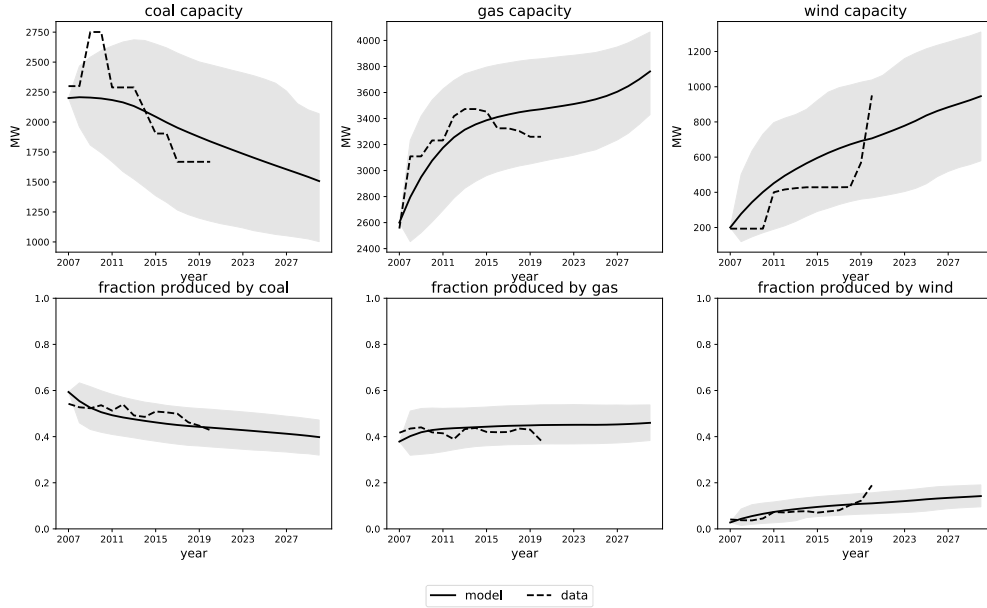 coal capacity
gas capacity
wind capacity
MW
2750
2500
2250
2000
1750
1500
1250
1000
2007 2011 2015 2019 2023 2027
year
MW
4000
3800
3600
3400
3200
3000
2800
2600
2400
2007 2011 2015 2019 2023 2027
year
MW
1200
1000
800
600
400
200
2007 2011 2015 2019 2023 2027
year
fraction produced by coal
fraction produced by gas
fraction produced by wind
1.0
0.8
0.6
0.4
0.2
0.0
2007 2011 2015 2019 2023 2027
year
1.0
0.8
0.6
0.4
0.2
0.0
2007 2011 2015 2019 2023 2027
year
1.0
0.8
0.6
0.4
0.2
0.0
2007 2011 2015 2019 2023 2027
year
model data